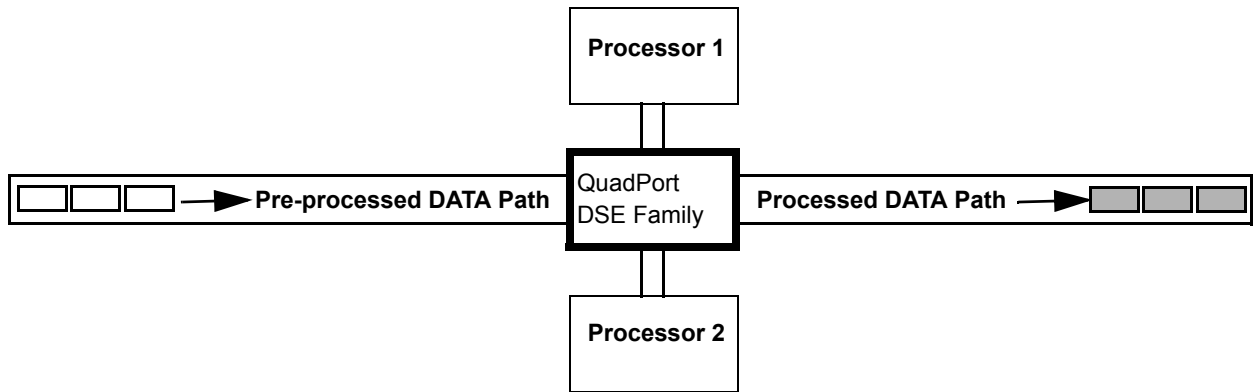 Processor 1
Pre-processed DATA Path
QuadPort
DSE Family
Processed DATA Path
Processor 2